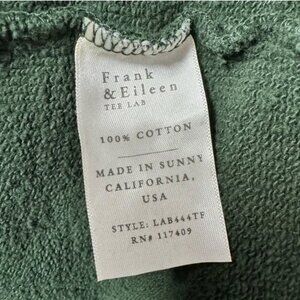 Frank
& Eileen
TEE LAB
100% COTTON
MADE IN SUNNY
CALIFORNIA,
USA
STYLE: LAB444TF
RN# 117409